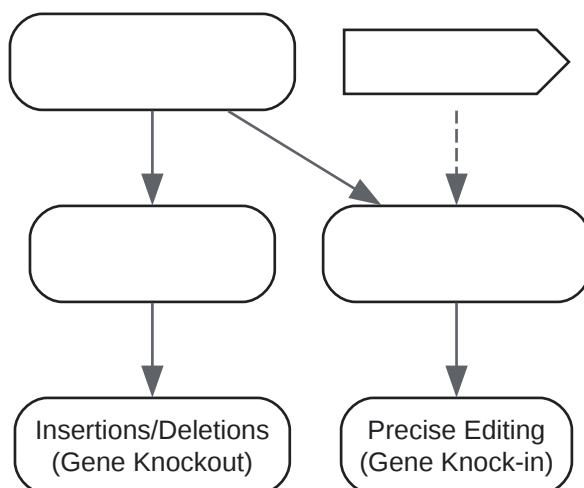 Insertions/Deletions
(Gene Knockout)
Precise Editing
(Gene Knock-in)